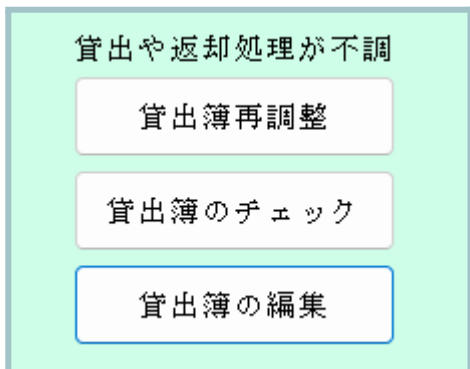 貸出や返却処理が不調
貸出簿再調整
貸出簿のチェック
貸出簿の編集